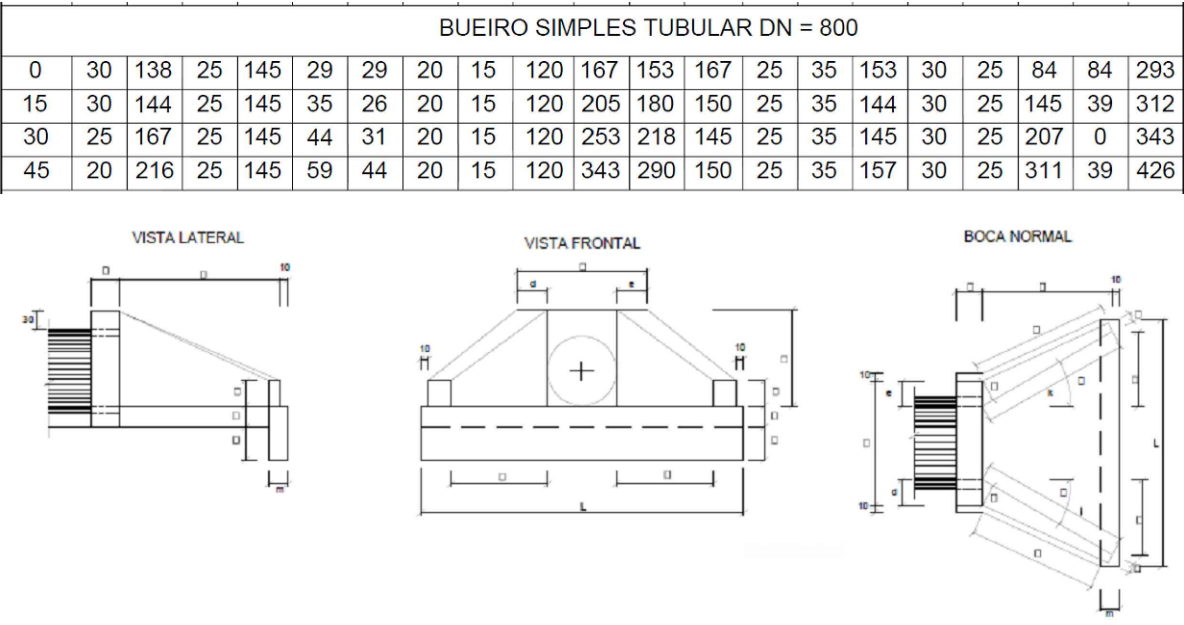 BUEIRO SIMPLES TUBULAR DN = 800
0 30 138 25 145 29 29 20 15 120 167 153 167 25 35 153 30 25 84 84 293
15 30 144 25 145 35 26 20 15 120 205 180 150 25 35 144 30 25 145 39 312
30 25 167 25 145 44 31 20 15 120 253 218 145 25 35 145 30 25 207 0 343
45 20 216 25 145 59 44 20 15 120 343 290 150 25 35 157 30 25 311 39 426
VISTA LATERAL
10
30
m
VISTA FRONTAL
d e
10 10
L
BOCA NORMAL
10
10
e
L
d
10
m